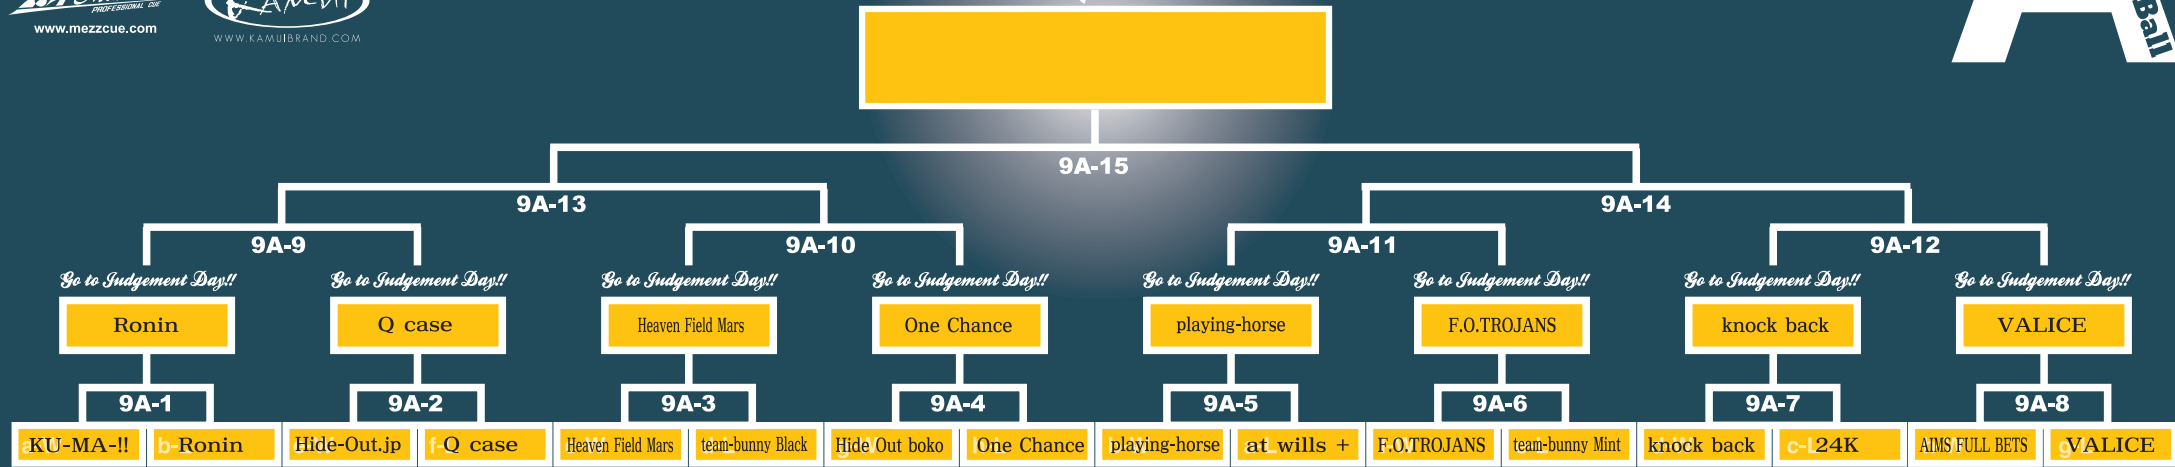 PROFESSIONAL CUE
www.mezzcue.com
KAMUI
WWW.KAMUIBRAND.COM
Ball
9A-15
9A-13
9A-14
9A-9
9A-10
9A-11
9A-12
Go to Judgement Day!! Go to Judgement Day!! Go to Judgement Day!! Go to Judgement Day!! Go to Judgement Day!! Go to Judgement Day!! Go to Judgement Day!! Go to Judgement Day!!
Ronin Q case Heaven Field Mars One Chance playing-horse F.O.TROJANS knock back VALICE
9A-1 9A-2 9A-3 9A-4 9A-5 9A-6 9A-7 9A-8
KU-MA-!! Ronin Hide-Out.jp Q case Heaven Field Mars team-bunny Black Hide Out boko One Chance playing-horse at wills + F.O.TROJANS team-bunny Mint knock back 24K AIMS FULL BETS VALICE